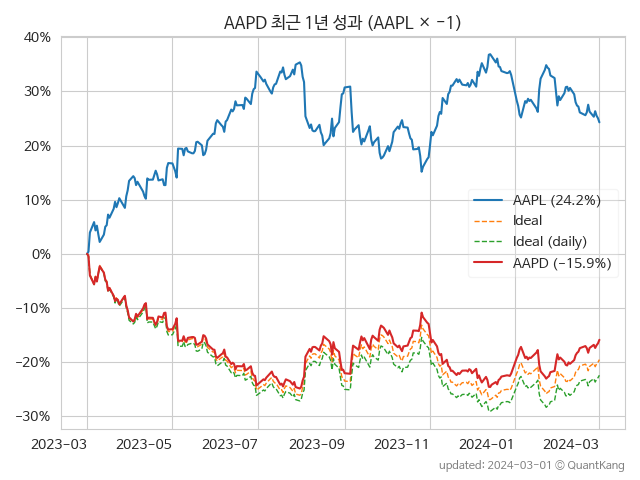 AAPD 최근 1년 성과 (AAPL × −1)
40%
30%
20%
10%
0%
−10%
−20%
−30%
AAPL (24.2%)
Ideal
Ideal (daily)
AAPD (−15.9%)
2023-03 2023-05 2023-07 2023-09 2023-11 2024-01 2024-03
updated: 2024-03-01 © QuantKang